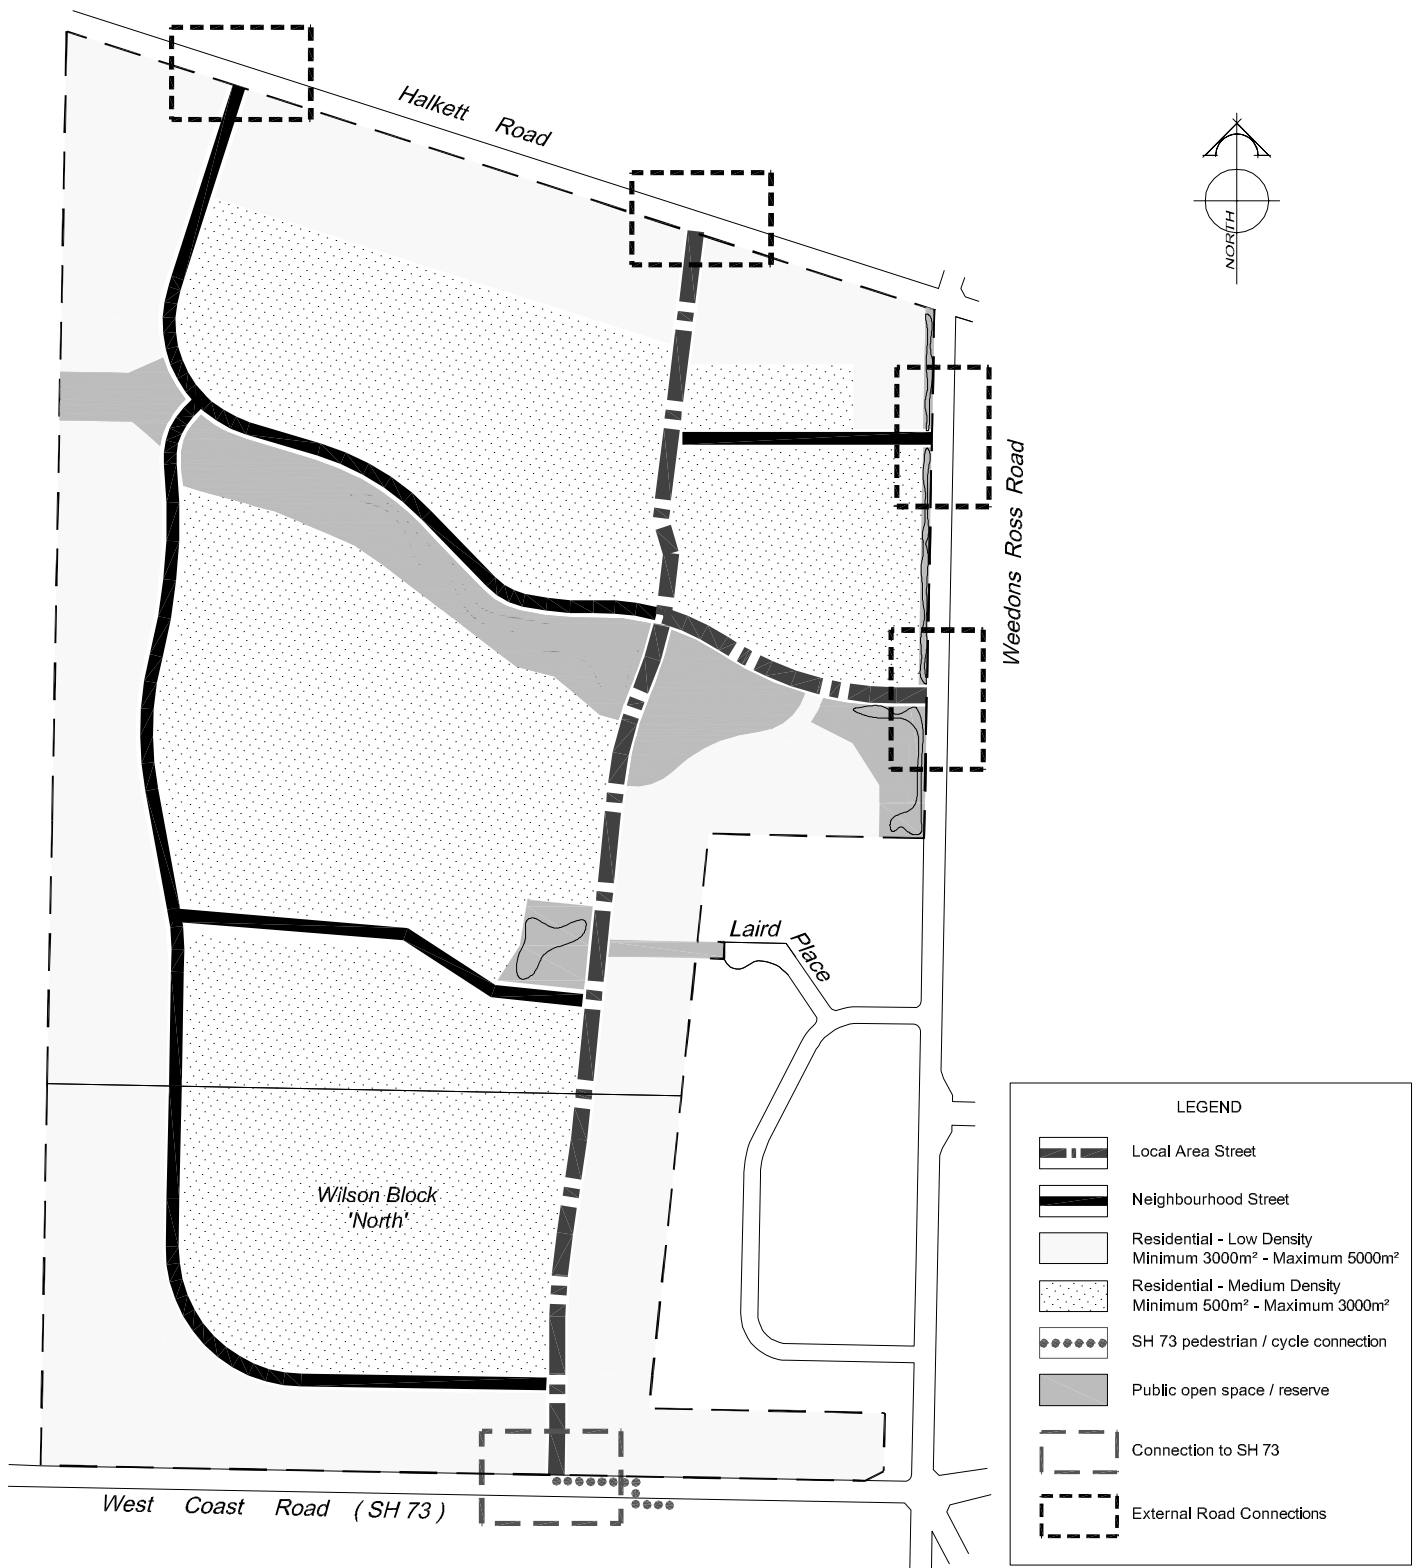 Halkett Road
NORTH
Weedons Ross Road
Laird Place
Wilson Block
'North'
West Coast Road ( SH 73 )
LEGEND
Local Area Street
Neighbourhood Street
Residential - Low Density
Minimum 3000m² - Maximum 5000m²
Residential - Medium Density
Minimum 500m² - Maximum 3000m²
SH 73 pedestrian / cycle connection
Public open space / reserve
Connection to SH 73
External Road Connections